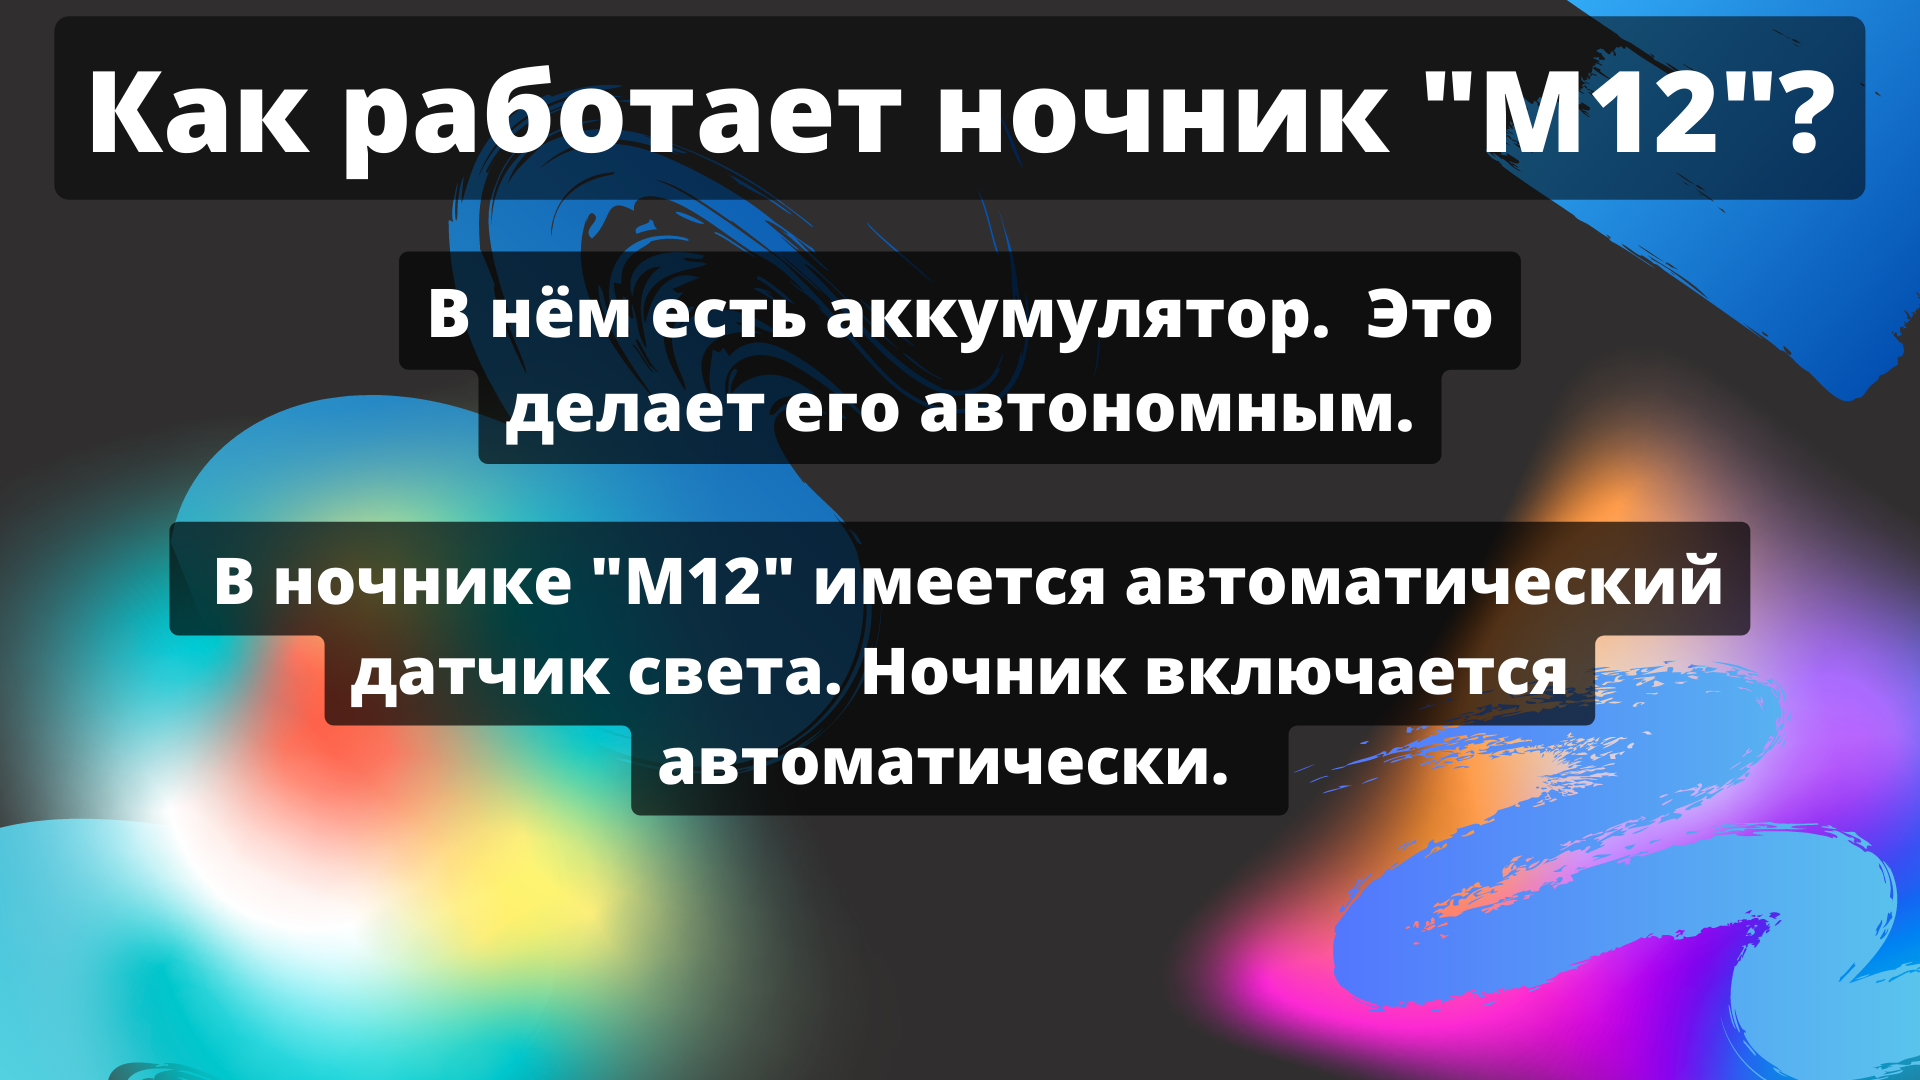 Как работает ночник "М12"?
В нём есть аккумулятор.  Это
делает его автономным.
В ночнике "М12" имеется автоматический
датчик света. Ночник включается
автоматически.